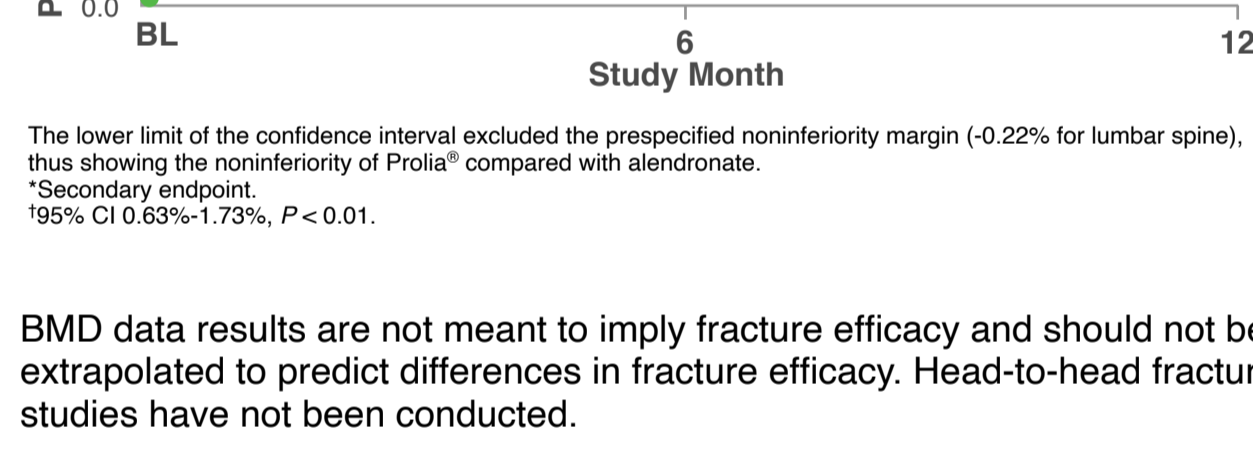 P 0.0
BL 6 12
Study Month
The lower limit of the confidence interval excluded the prespecified noninferiority margin (-0.22% for lumbar spine),
thus showing the noninferiority of Prolia® compared with alendronate.
*Secondary endpoint.
†95% CI 0.63%-1.73%, P < 0.01.
BMD data results are not meant to imply fracture efficacy and should not be
extrapolated to predict differences in fracture efficacy. Head-to-head fractur
studies have not been conducted.